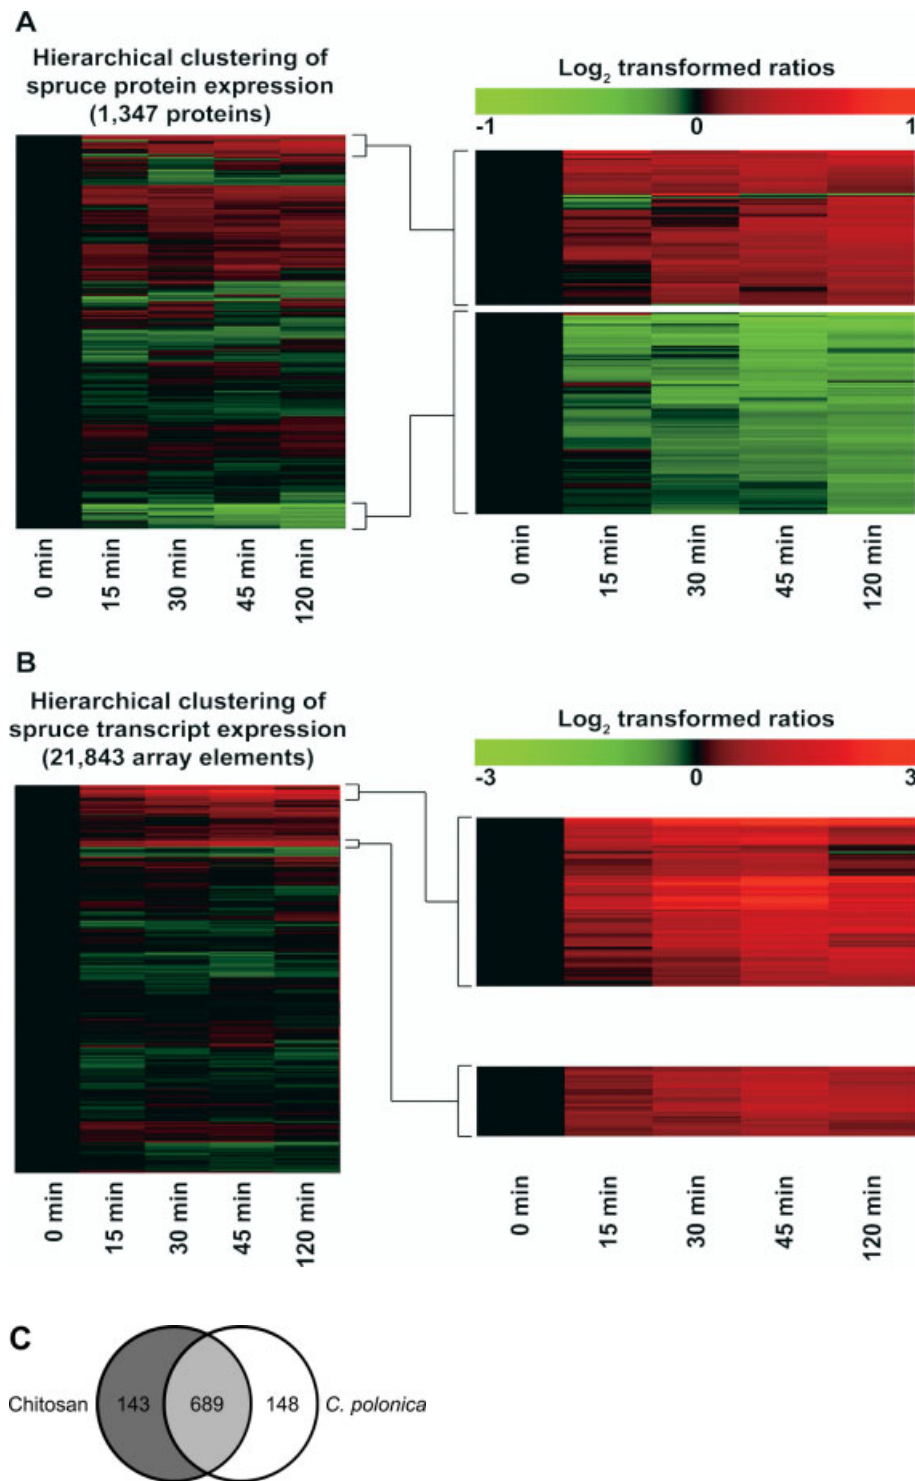 A
Hierarchical clustering of
spruce protein expression
(1,347 proteins)
Log2 transformed ratios
-1 0 1
0 min 15 min 30 min 45 min 120 min
0 min 15 min 30 min 45 min 120 min
B
Hierarchical clustering of
spruce transcript expression
(21,843 array elements)
Log2 transformed ratios
-3 0 3
0 min 15 min 30 min 45 min 120 min
0 min 15 min 30 min 45 min 120 min
C
Chitosan 143 689 148 C. polonica